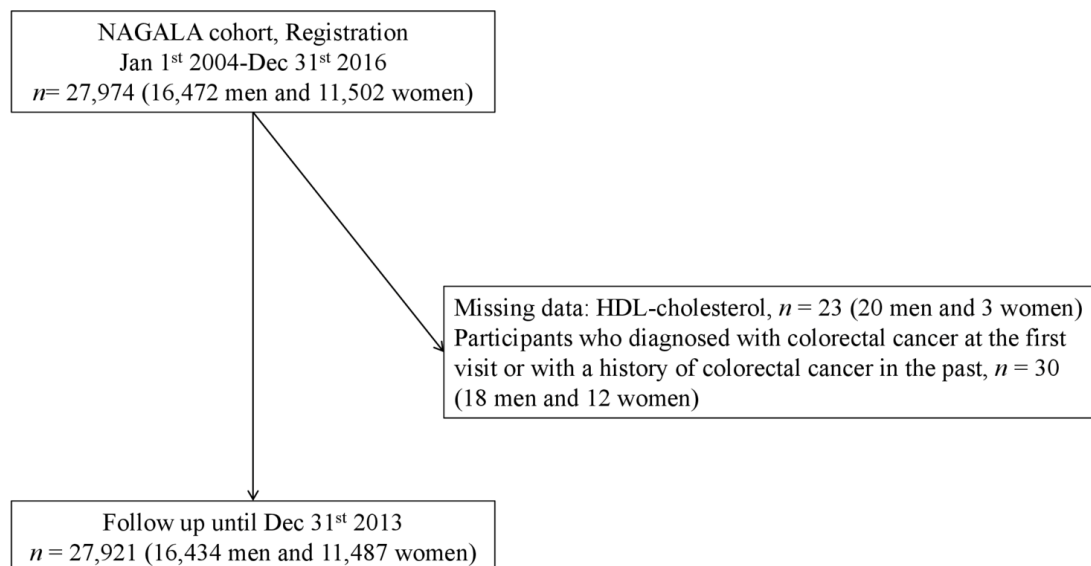 NAGALA cohort, Registration
Jan 1st 2004-Dec 31st 2016
n= 27,974 (16,472 men and 11,502 women)
Missing data: HDL-cholesterol, n = 23 (20 men and 3 women)
Participants who diagnosed with colorectal cancer at the first
visit or with a history of colorectal cancer in the past, n = 30
(18 men and 12 women)
Follow up until Dec 31st 2013
n = 27,921 (16,434 men and 11,487 women)